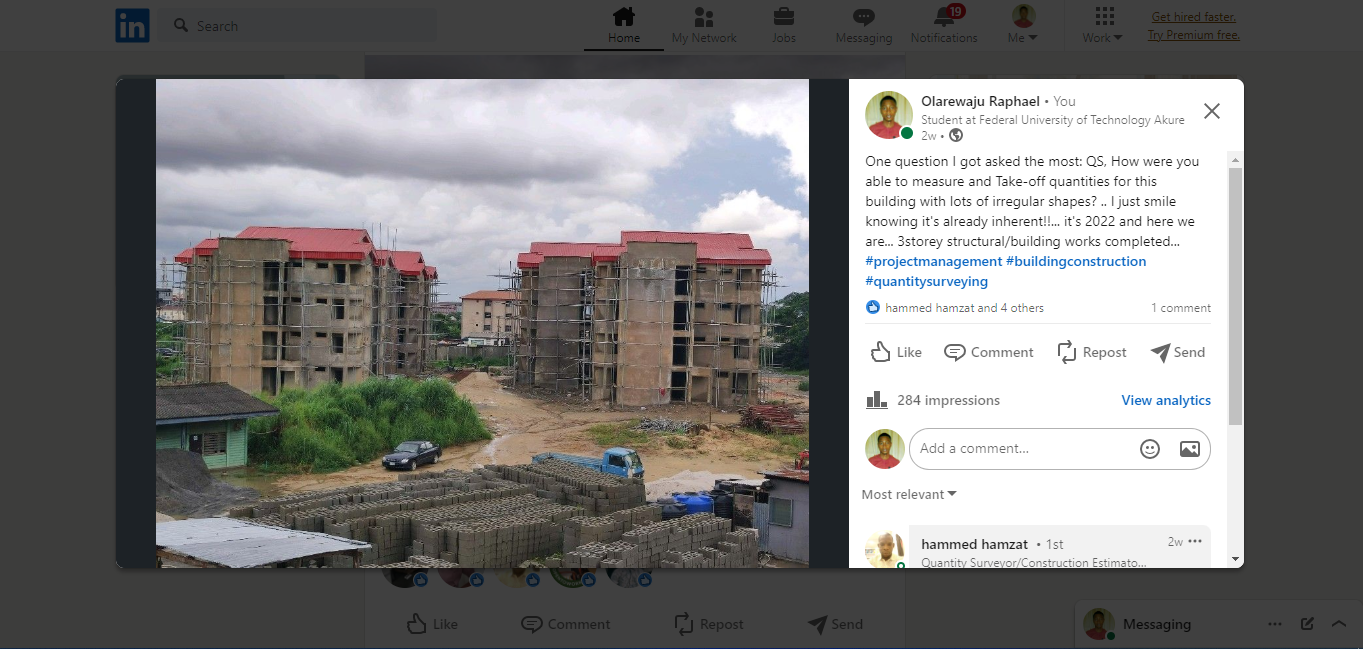 in
Search
Home
My Network
Jobs
Messaging
19
Notifications
Me
Work
Get hired faster.
Try Premium free.
Olarewaju Raphael • You
Student at Federal University of Technology Akure
2w •
One question I got asked the most: QS, How were you
able to measure and Take-off quantities for this
building with lots of irregular shapes? .. I just smile
knowing it's already inherent!!... it's 2022 and here we
are... 3storey structural/building works completed...
#projectmanagement #buildingconstruction
#quantitysurveying
hammed hamzat and 4 others 1 comment
Like Comment Repost Send
284 impressions View analytics
Add a comment...
Most relevant
hammed hamzat • 1st 2w •••
Quantity Surveyor/Construction Estimato...
Like Comment Repost Send
Messaging